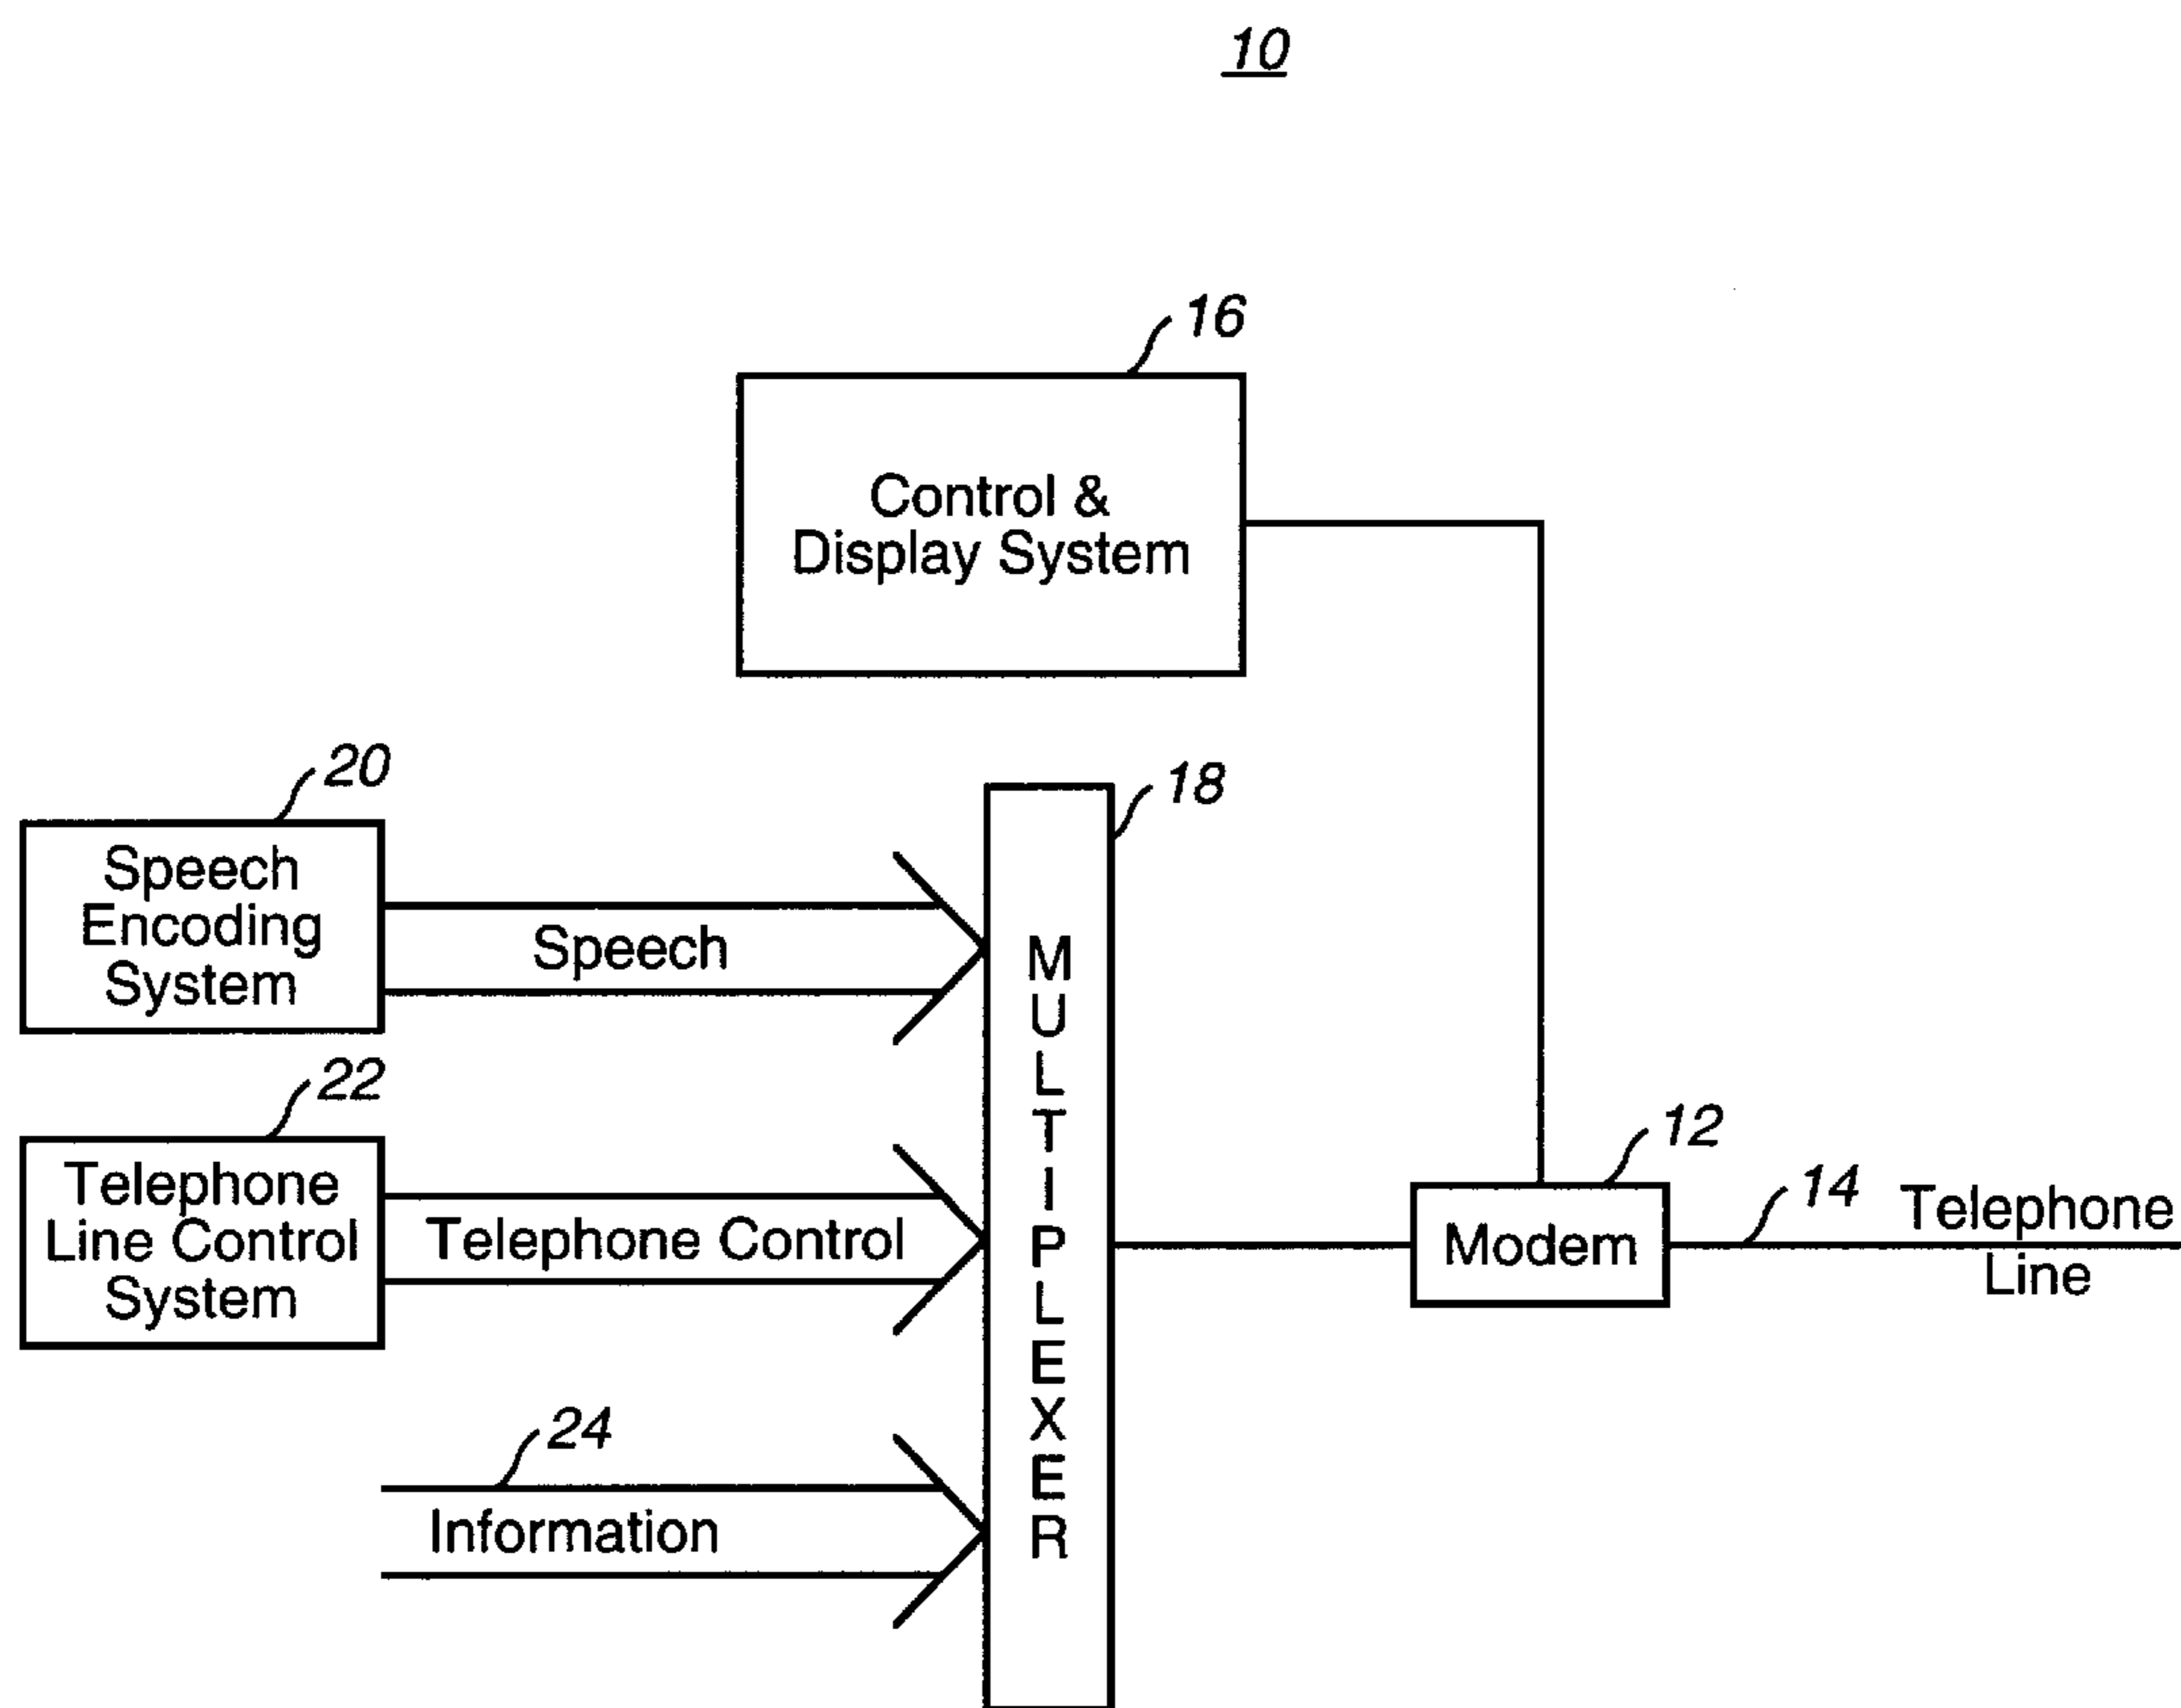 10
16
Control &
Display System
20
Speech
Encoding
System
Speech
18
MULTIPLEXER
22
Telephone
Line Control
System
Telephone Control
12
Modem
14
Telephone
Line
24
Information